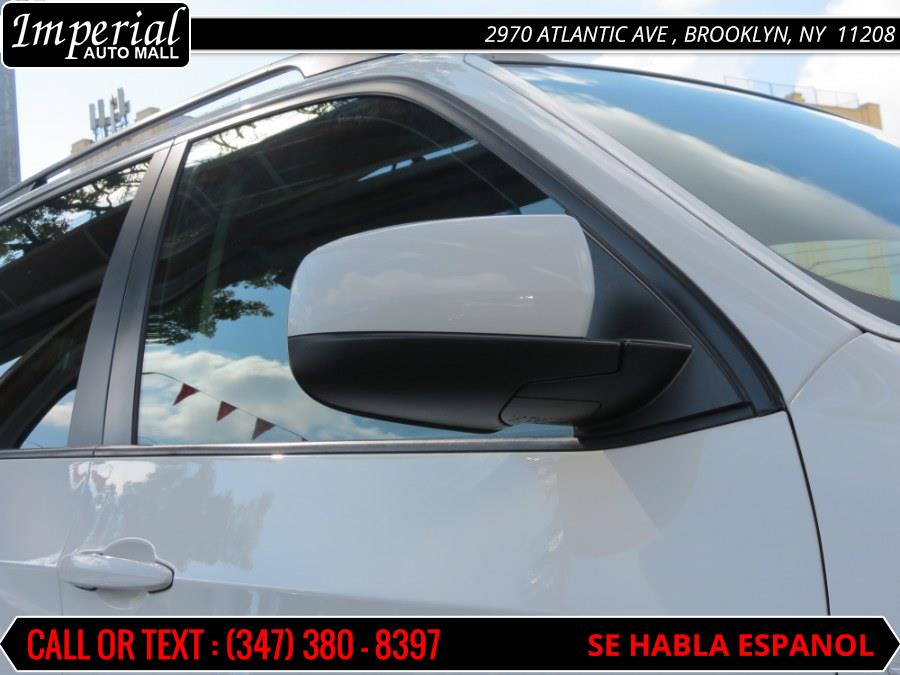 Imperial
AUTO MALL
2970 ATLANTIC AVE , BROOKLYN, NY 11208
CALL OR TEXT : (347) 380 - 8397
SE HABLA ESPANOL